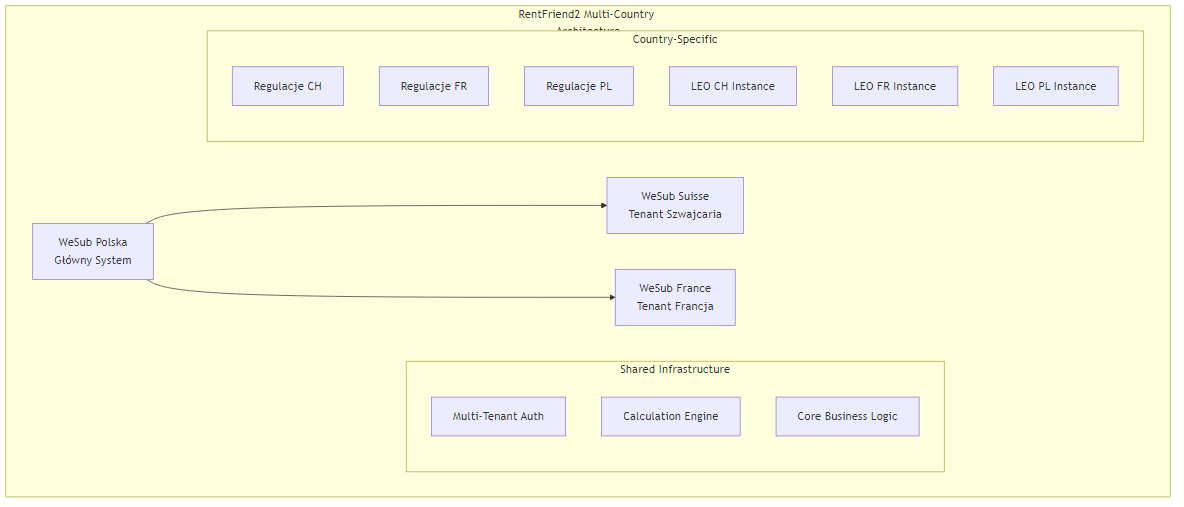 RentFriend2 Multi-Country
Architecture
Country-Specific
Regulacje CH
Regulacje FR
Regulacje PL
LEO CH Instance
LEO FR Instance
LEO PL Instance
WeSub Suisse
Tenant Szwajcaria
WeSub Polska
Główny System
WeSub France
Tenant Francja
Shared Infrastructure
Multi-Tenant Auth
Calculation Engine
Core Business Logic